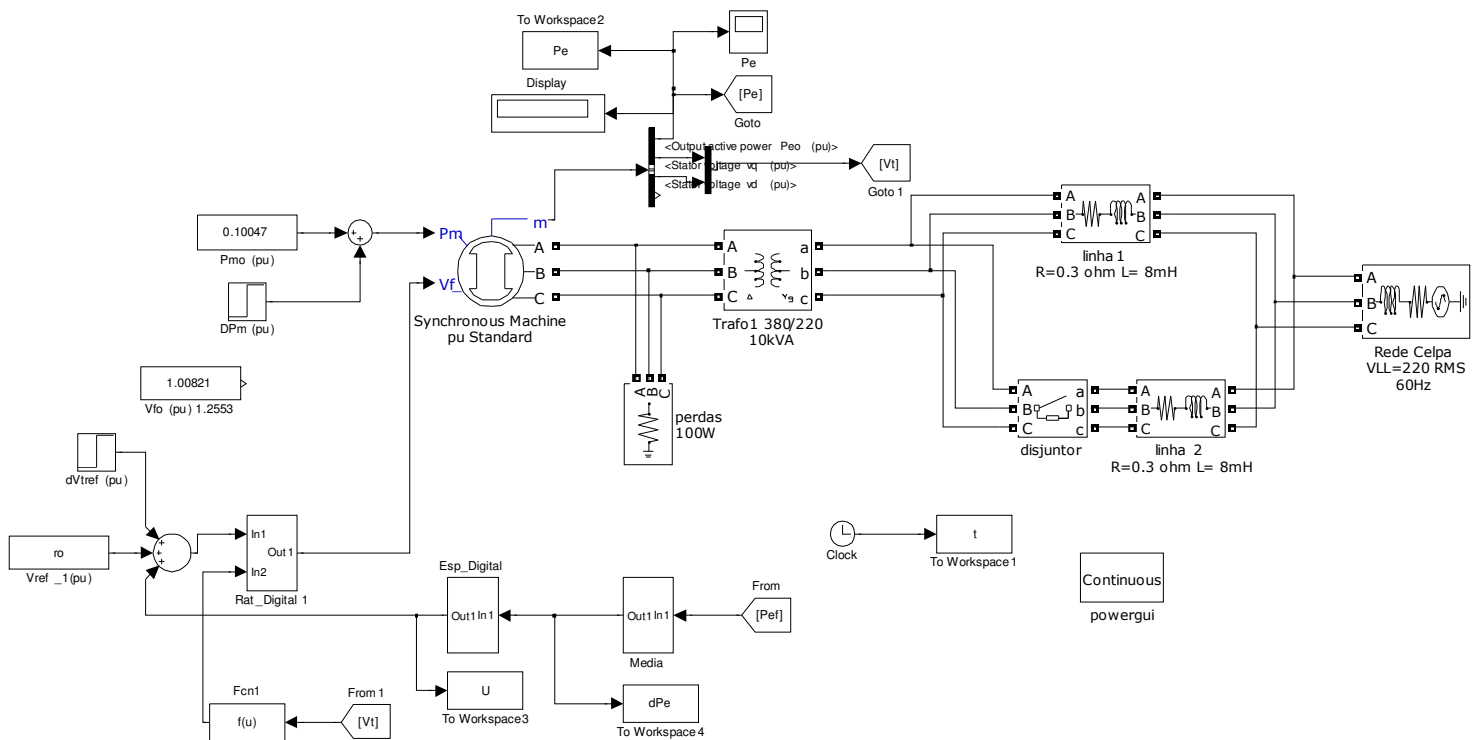 To Workspace2
Pe
Pe
Display
[Pe]
Goto
<Output active power Peo (pu)>
<Stator voltage vq (pu)>
<Stator voltage vd (pu)>
[Vt]
Goto 1
0.10047
Pmo (pu)
DPm (pu)
Pm
m
Vf_
A
B
C
Synchronous Machine
pu Standard
A
B
C
a
b
c
Δ
Yg
Trafo1 380/220
10kVA
A
B
C
A
B
C
linha 1
R=0.3 ohm L= 8mH
A
B
C
Rede Celpa
VLL=220 RMS
60Hz
1.00821
Vfo (pu) 1.2553
A
B
C
perdas
100W
A
B
C
a
b
c
disjuntor
A
B
C
A
B
C
linha 2
R=0.3 ohm L= 8mH
dVtref (pu)
+
+
+
+
+
ro
Vref _1(pu)
In1
In2
Out1
Rat_Digital 1
Esp_Digital
Out1 In1
Out1 In1
Media
From
[Pef]
Clock
t
To Workspace1
Continuous
powergui
U
To Workspace3
dPe
To Workspace4
Fcn1
f(u)
From 1
[Vt]